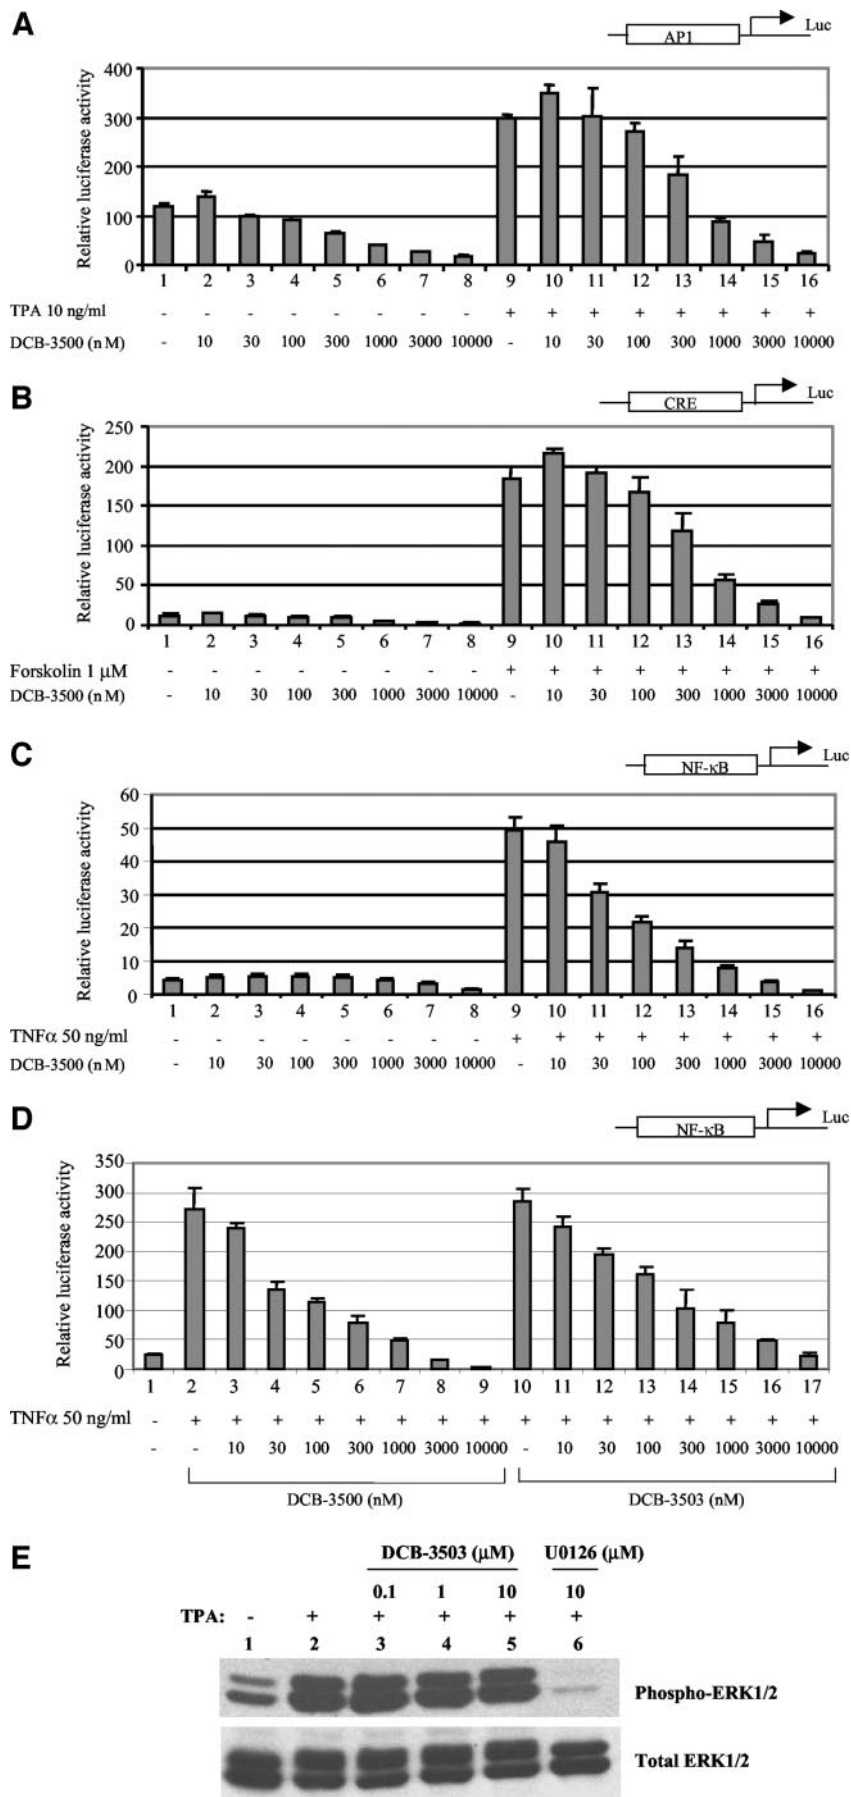 A
AP1
Luc
Relative luciferase activity
400
300
200
100
0
1 2 3 4 5 6 7 8 9 10 11 12 13 14 15 16
TPA 10 ng/ml - - - - - - - - + + + + + + + +
DCB-3500 (nM) - 10 30 100 300 1000 3000 10000 - 10 30 100 300 1000 3000 10000
B
CRE
Luc
Relative luciferase activity
250
200
150
100
50
0
1 2 3 4 5 6 7 8 9 10 11 12 13 14 15 16
Forskolin 1 μM - - - - - - - - + + + + + + + +
DCB-3500 (nM) - 10 30 100 300 1000 3000 10000 - 10 30 100 300 1000 3000 10000
C
NF-κB
Luc
Relative luciferase activity
60
50
40
30
20
10
0
1 2 3 4 5 6 7 8 9 10 11 12 13 14 15 16
TNFα 50 ng/ml - - - - - - - - + + + + + + + +
DCB-3500 (nM) - 10 30 100 300 1000 3000 10000 - 10 30 100 300 1000 3000 10000
D
NF-κB
Luc
Relative luciferase activity
350
300
250
200
150
100
50
0
1 2 3 4 5 6 7 8 9 10 11 12 13 14 15 16 17
TNFα 50 ng/ml - + + + + + + + + + + + + + + + +
- - 10 30 100 300 1000 3000 10000 - 10 30 100 300 1000 3000 10000
DCB-3500 (nM) DCB-3503 (nM)
E
DCB-3503 (μM) U0126 (μM)
0.1 1 10 10
TPA: - + + + + +
1 2 3 4 5 6
Phospho-ERK1/2
Total ERK1/2